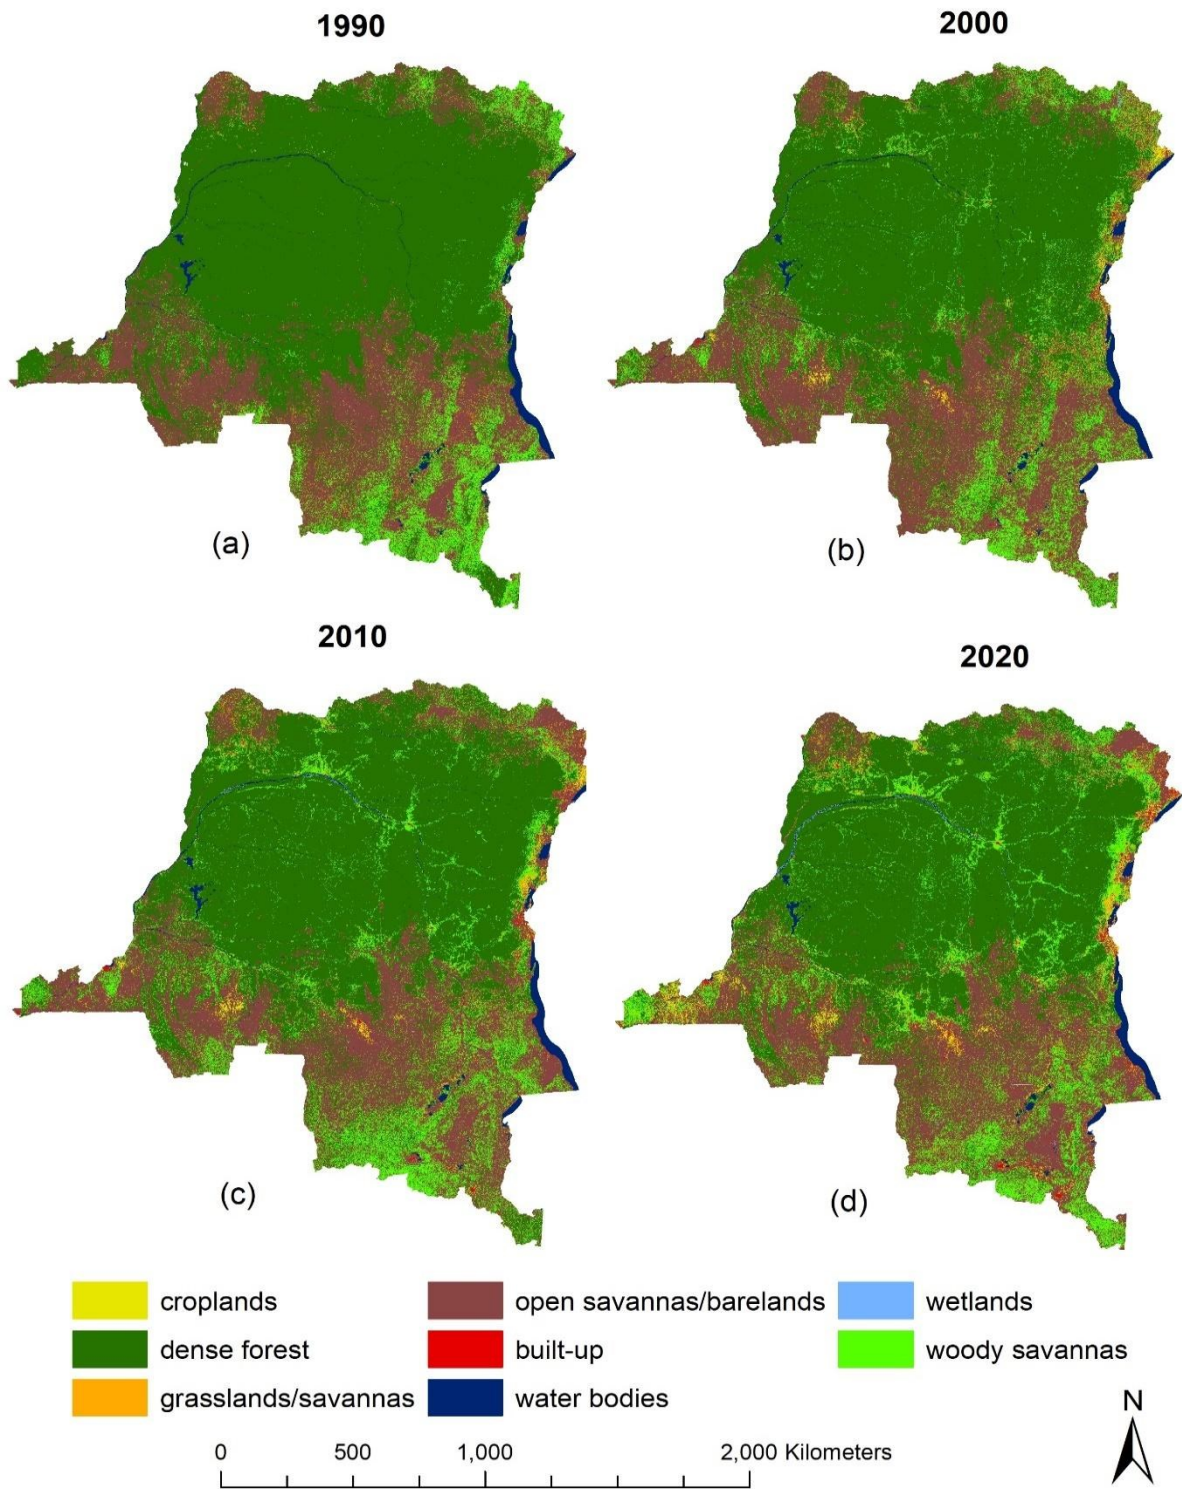 1990
2000
(a)
(b)
2010
2020
(c)
(d)
croplands
open savannas/barelands
wetlands
dense forest
built-up
woody savannas
grasslands/savannas
water bodies
N
0 500 1,000 2,000 Kilometers